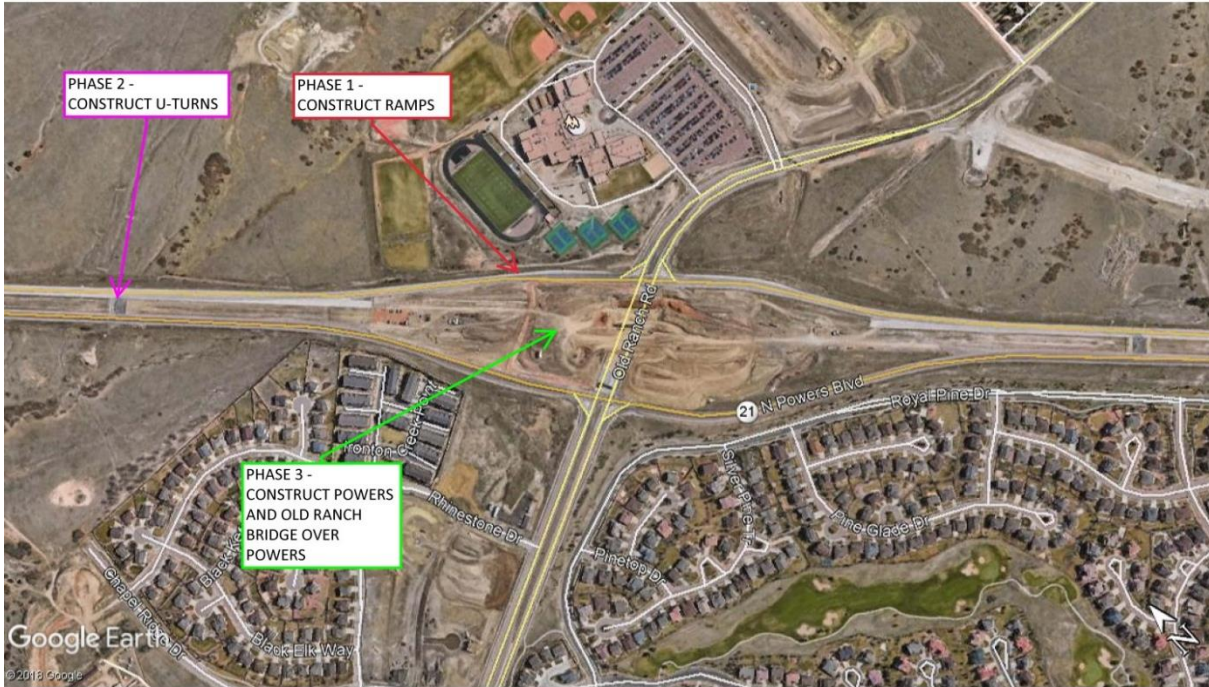 PHASE 2 -
CONSTRUCT U-TURNS
PHASE 1 -
CONSTRUCT RAMPS
Old Ranch Rd
21
N Powers Blvd
Royal Pine Dr
PHASE 3 -
CONSTRUCT POWERS
AND OLD RANCH
BRIDGE OVER
POWERS
Rhinestone Dr
Pine Glade Dr
Pinetop Dr
Chapel Ridge Dr
Black Elk Way
Google Earth
©2018 Google
N